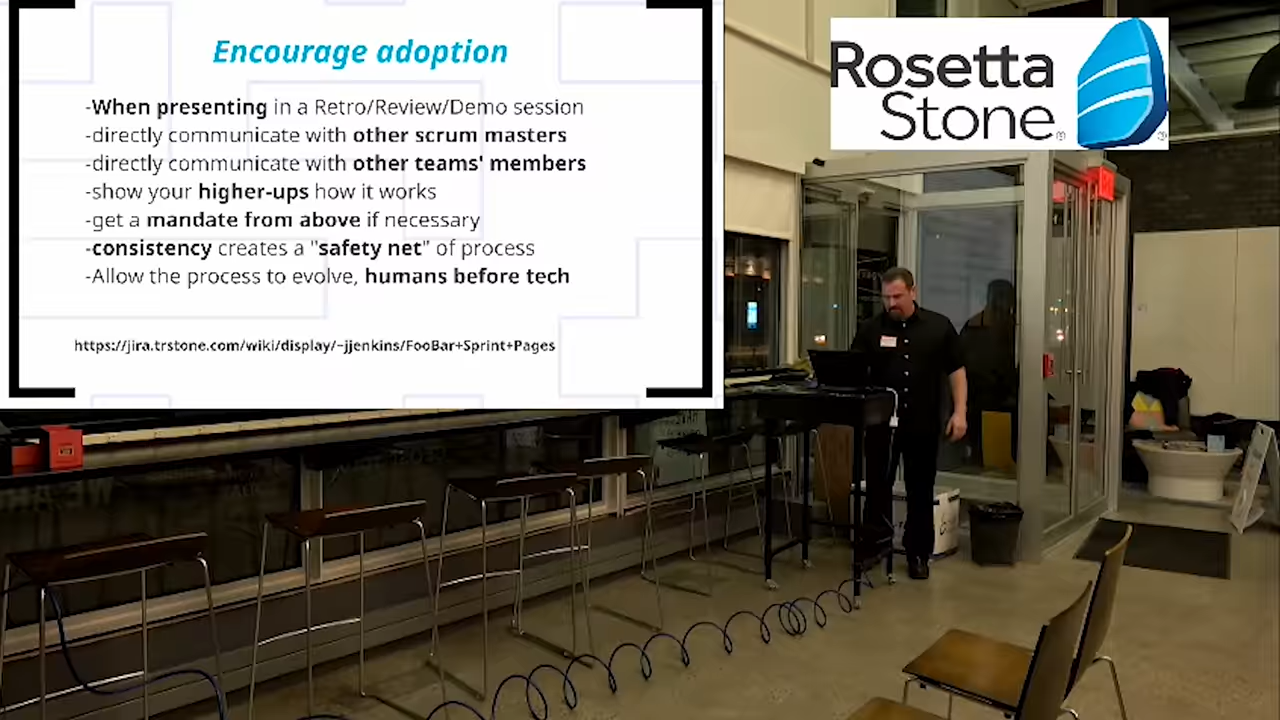 Encourage adoption
-When presenting in a Retro/Review/Demo session
-directly communicate with other scrum masters
-directly communicate with other teams' members
-show your higher-ups how it works
-get a mandate from above if necessary
-consistency creates a "safety net" of process
-Allow the process to evolve, humans before tech
https://jira.trstone.com/wiki/display/~jjenkins/FooBar+Sprint+Pages
Rosetta
Stone®
®